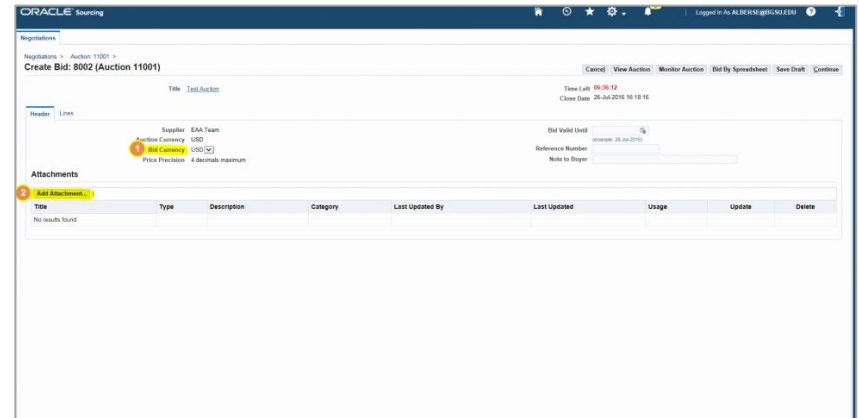 ORACLE Sourcing
Logged In As ALBERSE@BGSU.EDU ?
Negotiations
Negotiations > Auction: 11001 >
Create Bid: 8002 (Auction 11001)
Cancel View Auction Monitor Auction Bid By Spreadsheet Save Draft Continue
Title Test Auction
Time Left 06:36:12
Close Date 26-Jul-2016 16:18:16
Header Lines
Supplier EAA Team
Bid Valid Until
Auction Currency USD
(example: 26-Jul-2016)
1 Bid Currency USD
Reference Number
Price Precision 4 decimals maximum
Note to Buyer
Attachments
2 Add Attachment...
Title Type Description Category Last Updated By Last Updated Usage Update Delete
No results found.